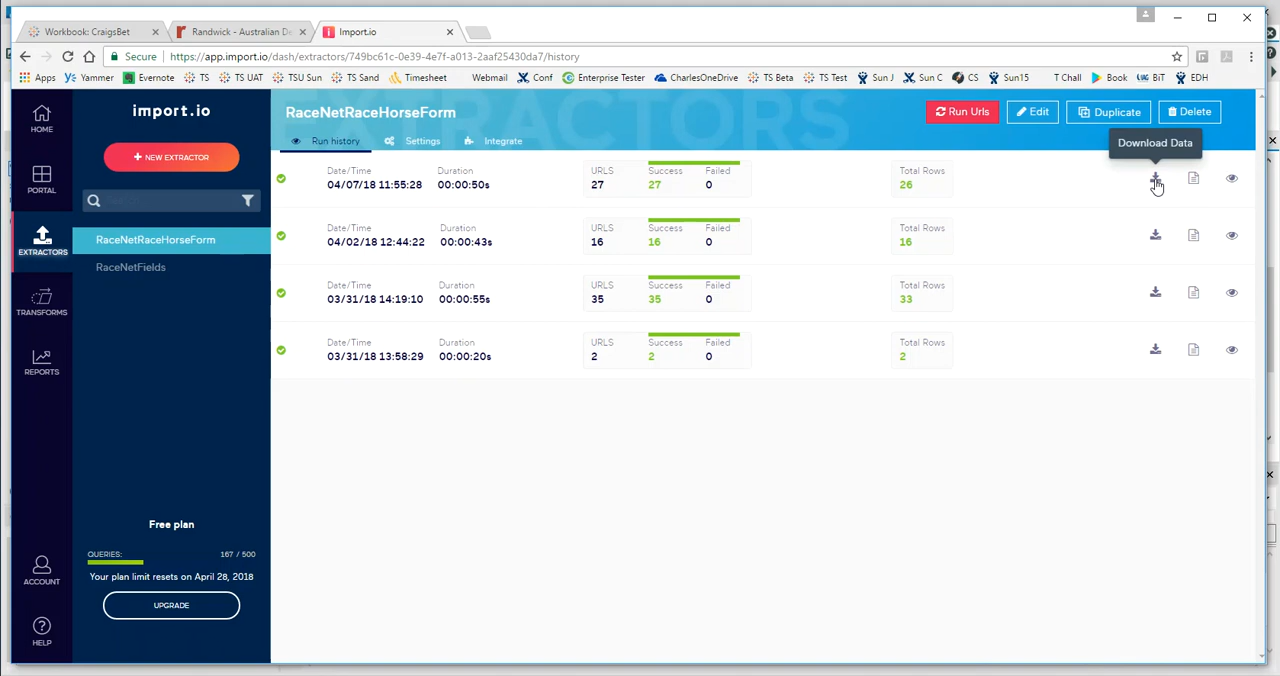 Workbook: CraigsBet
Randwick - Australian De
Import.io
Secure https://app.import.io/dash/extractors/749bc61c-0e39-4e7f-a013-2aaf25430da7/history
Apps Yammer Evernote TS TS UAT TSU Sun TS Sand Timesheet Webmail Conf Enterprise Tester CharlesOneDrive TS Beta TS Test Sun J Sun C CS Sun15 T Chall Book BiT EDH
import.io
EXTRACTORS
RaceNetRaceHorseForm
Run Urls Edit Duplicate Delete
HOME
Run history Settings Integrate
Download Data
+ NEW EXTRACTOR
PORTAL
EXTRACTORS
RaceNetRaceHorseForm
RaceNetFields
TRANSFORMS
REPORTS
Date/Time Duration URLS Success Failed Total Rows
04/07/18 11:55:28 00:00:50s 27 27 0 26
Date/Time Duration URLS Success Failed Total Rows
04/02/18 12:44:22 00:00:43s 16 16 0 16
Date/Time Duration URLS Success Failed Total Rows
03/31/18 14:19:10 00:00:55s 35 35 0 33
Date/Time Duration URLS Success Failed Total Rows
03/31/18 13:58:29 00:00:20s 2 2 0 2
Free plan
QUERIES: 167 / 500
Your plan limit resets on April 28, 2018
UPGRADE
ACCOUNT
HELP